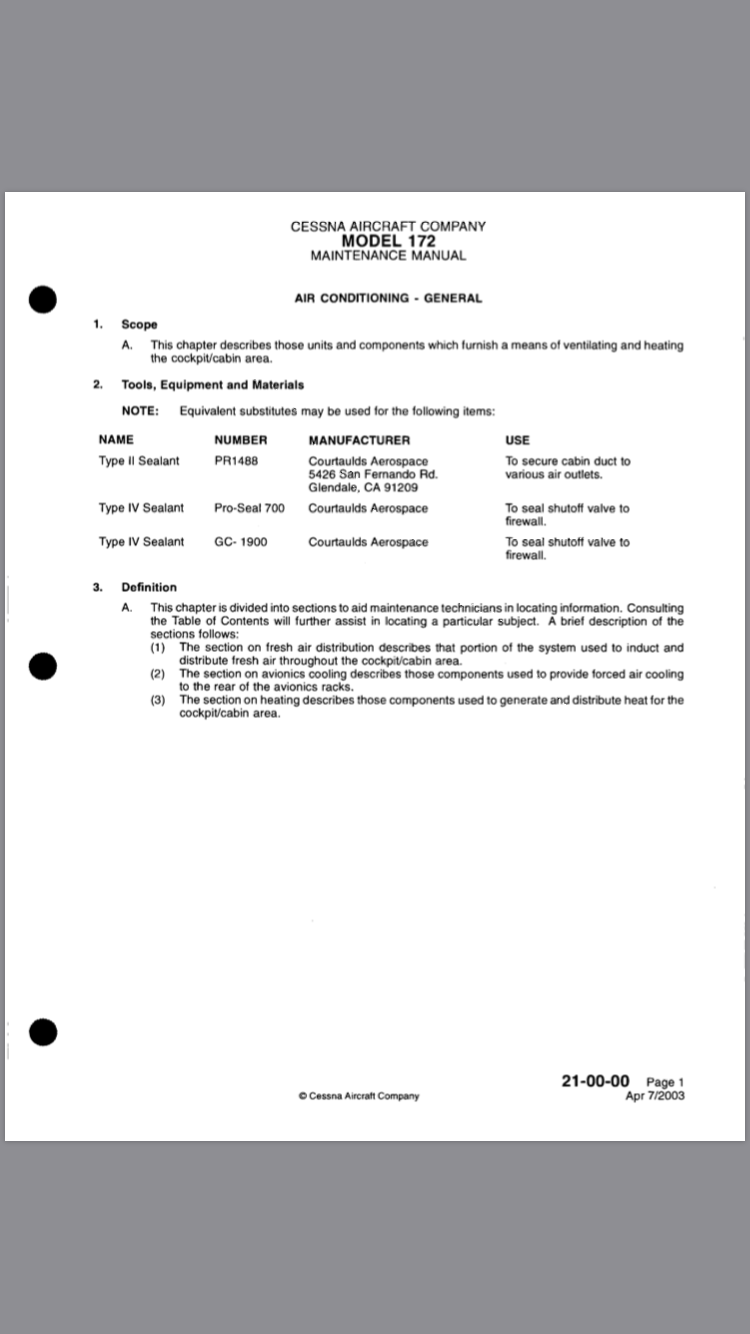 CESSNA AIRCRAFT COMPANY
MODEL 172
MAINTENANCE MANUAL
AIR CONDITIONING - GENERAL
1. Scope
A. This chapter describes those units and components which furnish a means of ventilating and heating
the cockpit/cabin area.
2. Tools, Equipment and Materials
NOTE: Equivalent substitutes may be used for the following items:
NAME NUMBER MANUFACTURER USE
Type II Sealant PR1488 Courtaulds Aerospace To secure cabin duct to
5426 San Fernando Rd. various air outlets.
Glendale, CA 91209
Type IV Sealant Pro-Seal 700 Courtaulds Aerospace To seal shutoff valve to
firewall.
Type IV Sealant GC- 1900 Courtaulds Aerospace To seal shutoff valve to
firewall.
3. Definition
A. This chapter is divided into sections to aid maintenance technicians in locating information. Consulting
the Table of Contents will further assist in locating a particular subject. A brief description of the
sections follows:
(1) The section on fresh air distribution describes that portion of the system used to induct and
distribute fresh air throughout the cockpit/cabin area.
(2) The section on avionics cooling describes those components used to provide forced air cooling
to the rear of the avionics racks.
(3) The section on heating describes those components used to generate and distribute heat for the
cockpit/cabin area.
21-00-00 Page 1
© Cessna Aircraft Company Apr 7/2003